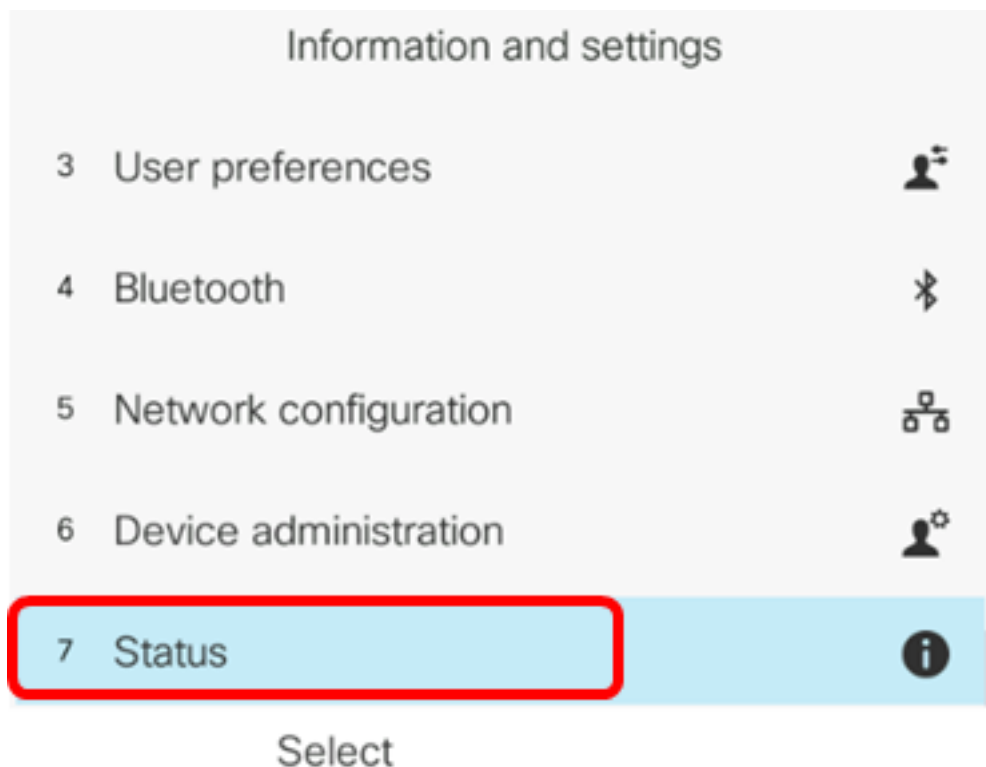 Information and settings
3 User preferences
4 Bluetooth
5 Network configuration
6 Device administration
7 Status
Select